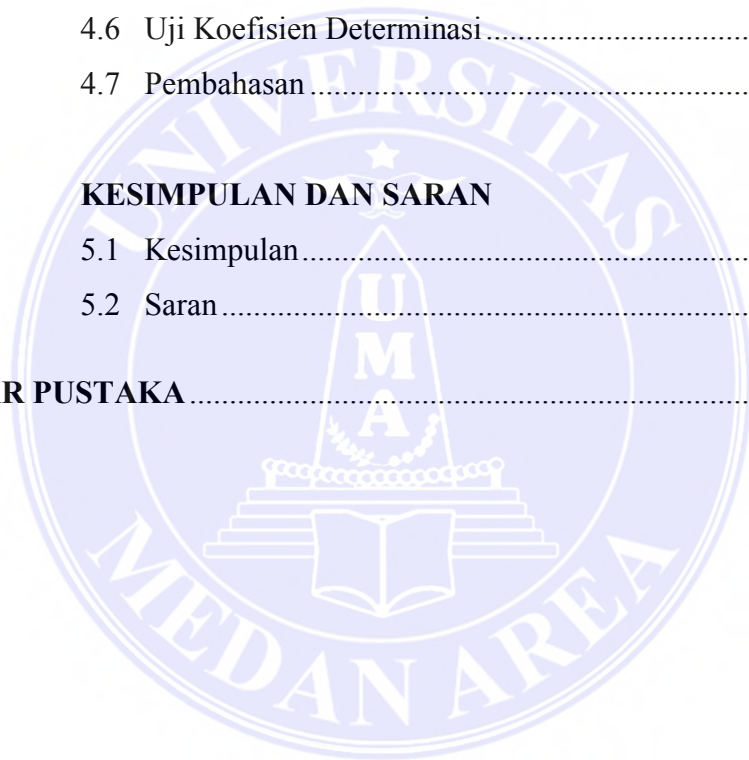 4.6 Uji Koefisien Determinasi........................................
4.7 Pembahasan........................................
KESIMPULAN DAN SARAN
5.1 Kesimpulan........................................
5.2 Saran........................................
R PUSTAKA........................................
UNIVERSITAS
UMA
MEDAN AREA